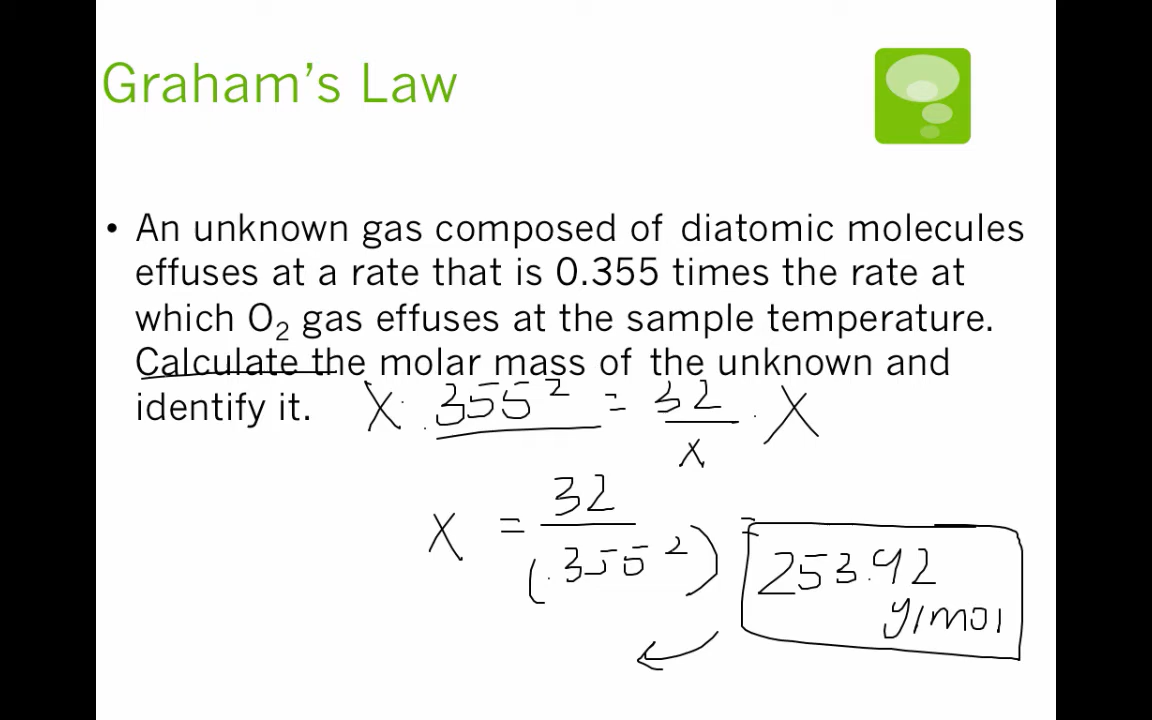 Graham's Law
• An unknown gas composed of diatomic molecules
effuses at a rate that is 0.355 times the rate at
which O₂ gas effuses at the sample temperature.
Calculate the molar mass of the unknown and
identify it.
X · .355² = 32/x · X
x = 32/(.355²) = 253.92
g/mol